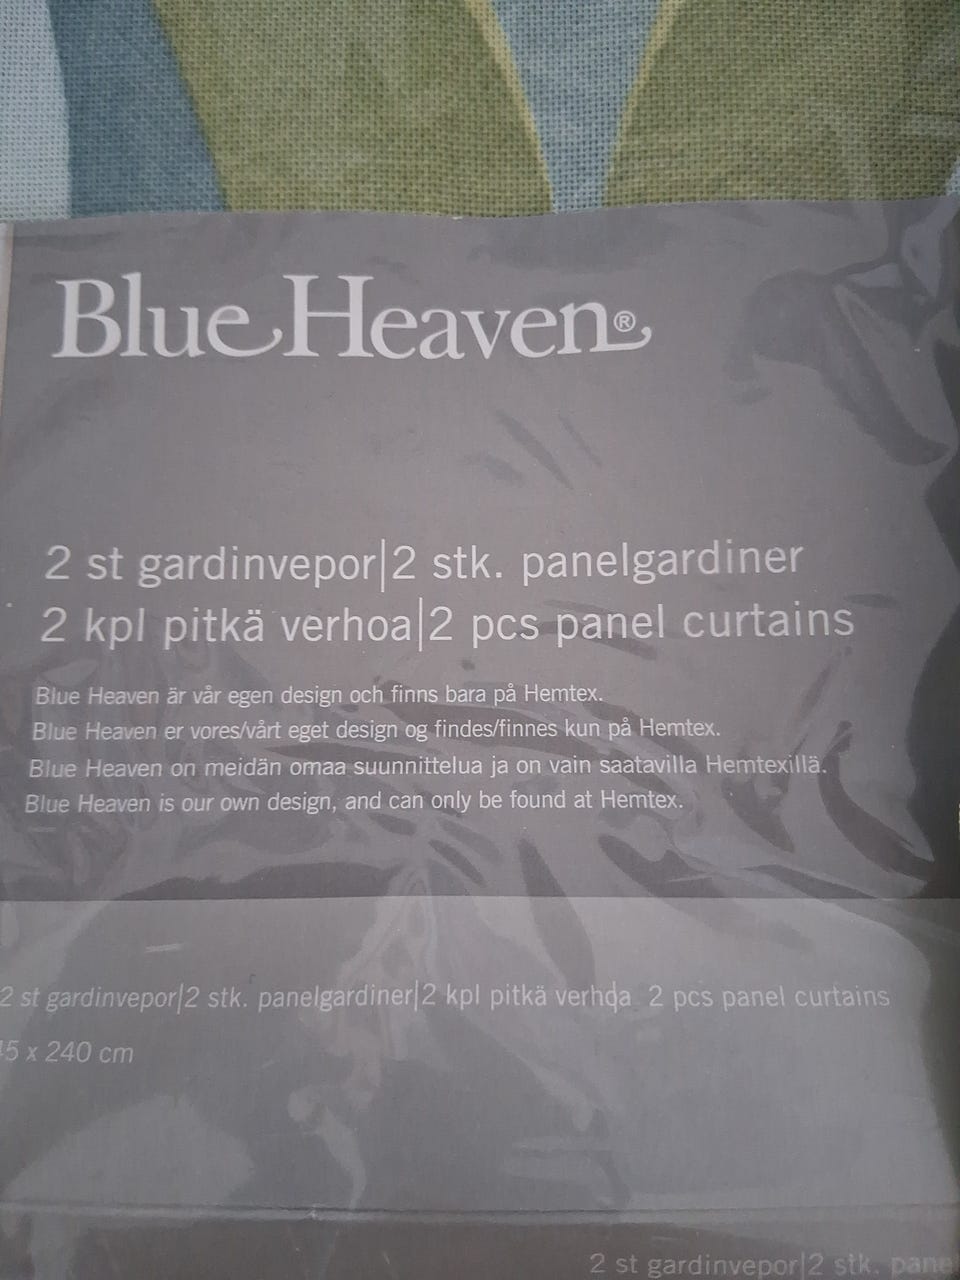 Blue Heaven®
2 st gardinvepor|2 stk. panelgardiner
2 kpl pitkä verhoa|2 pcs panel curtains
Blue Heaven är vår egen design och finns bara på Hemtex.
Blue Heaven er vores/vårt eget design og findes/finnes kun på Hemtex.
Blue Heaven on meidän omaa suunnittelua ja on vain saatavilla Hemtexillä.
Blue Heaven is our own design, and can only be found at Hemtex.
2 st gardinvepor|2 stk. panelgardiner|2 kpl pitkä verhoa 2 pcs panel curtains
5 x 240 cm
2 st gardinvepor|2 stk. pane